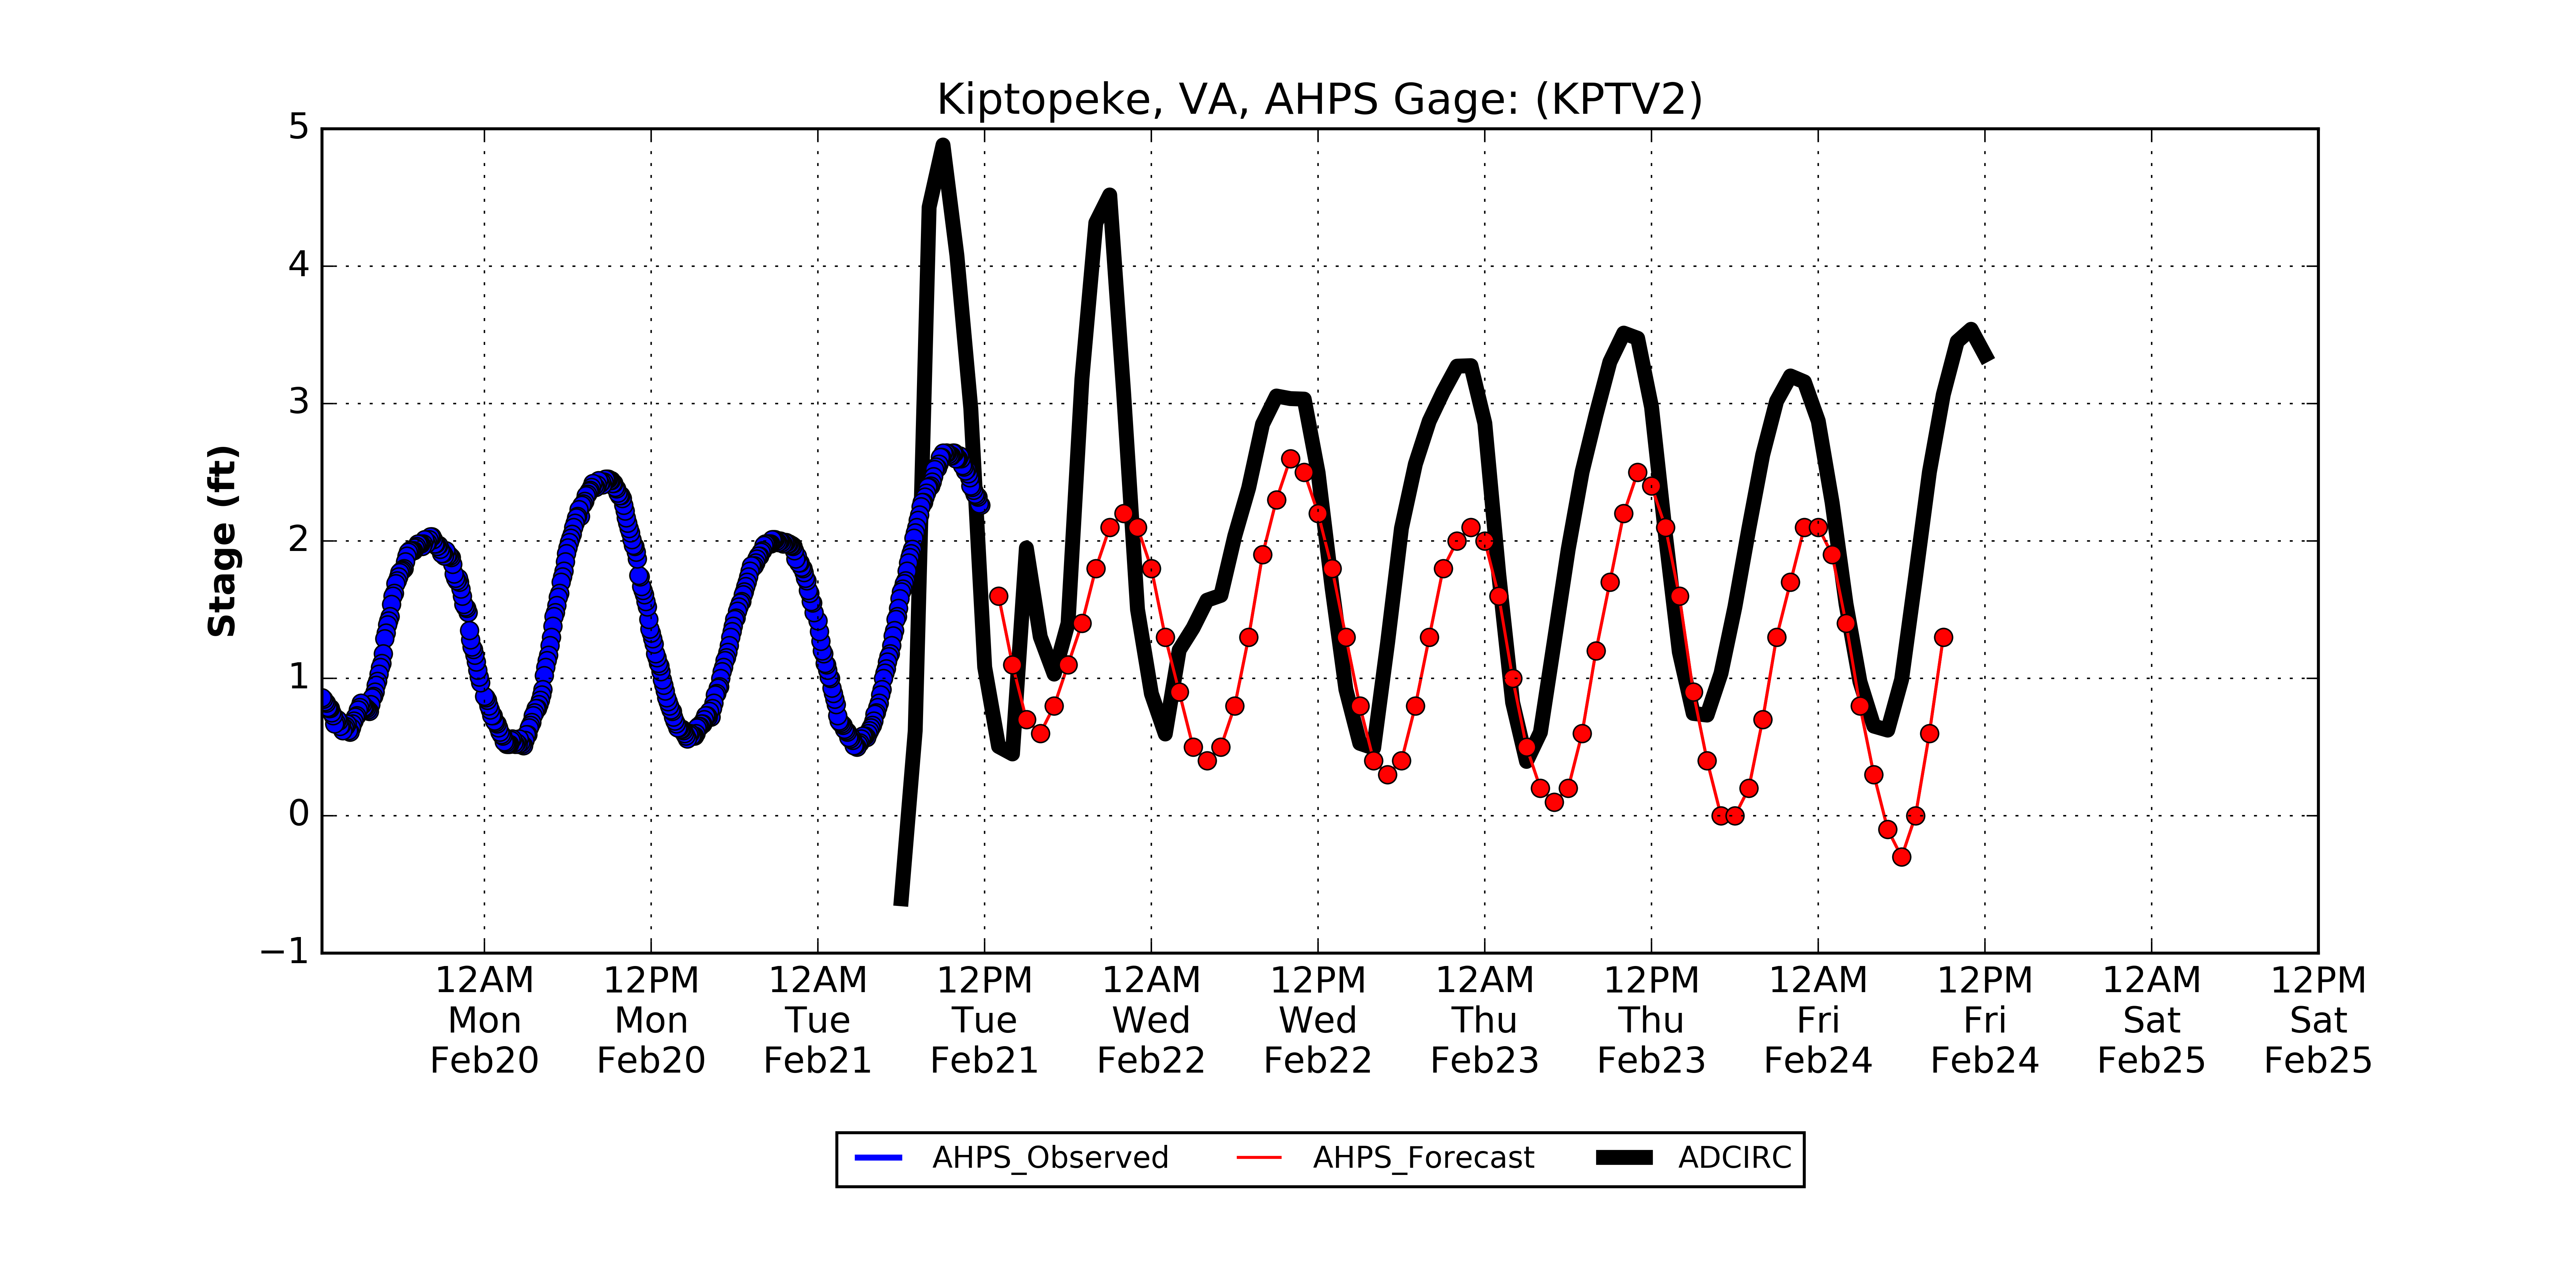 Kiptopeke, VA, AHPS Gage: (KPTV2)
5
4
3
2
1
0
−1
Stage (ft)
12AM 12PM 12AM 12PM 12AM 12PM 12AM 12PM 12AM 12PM 12AM 12PM
Mon Mon Tue Tue Wed Wed Thu Thu Fri Fri Sat Sat
Feb20 Feb20 Feb21 Feb21 Feb22 Feb22 Feb23 Feb23 Feb24 Feb24 Feb25 Feb25
AHPS_Observed AHPS_Forecast ADCIRC